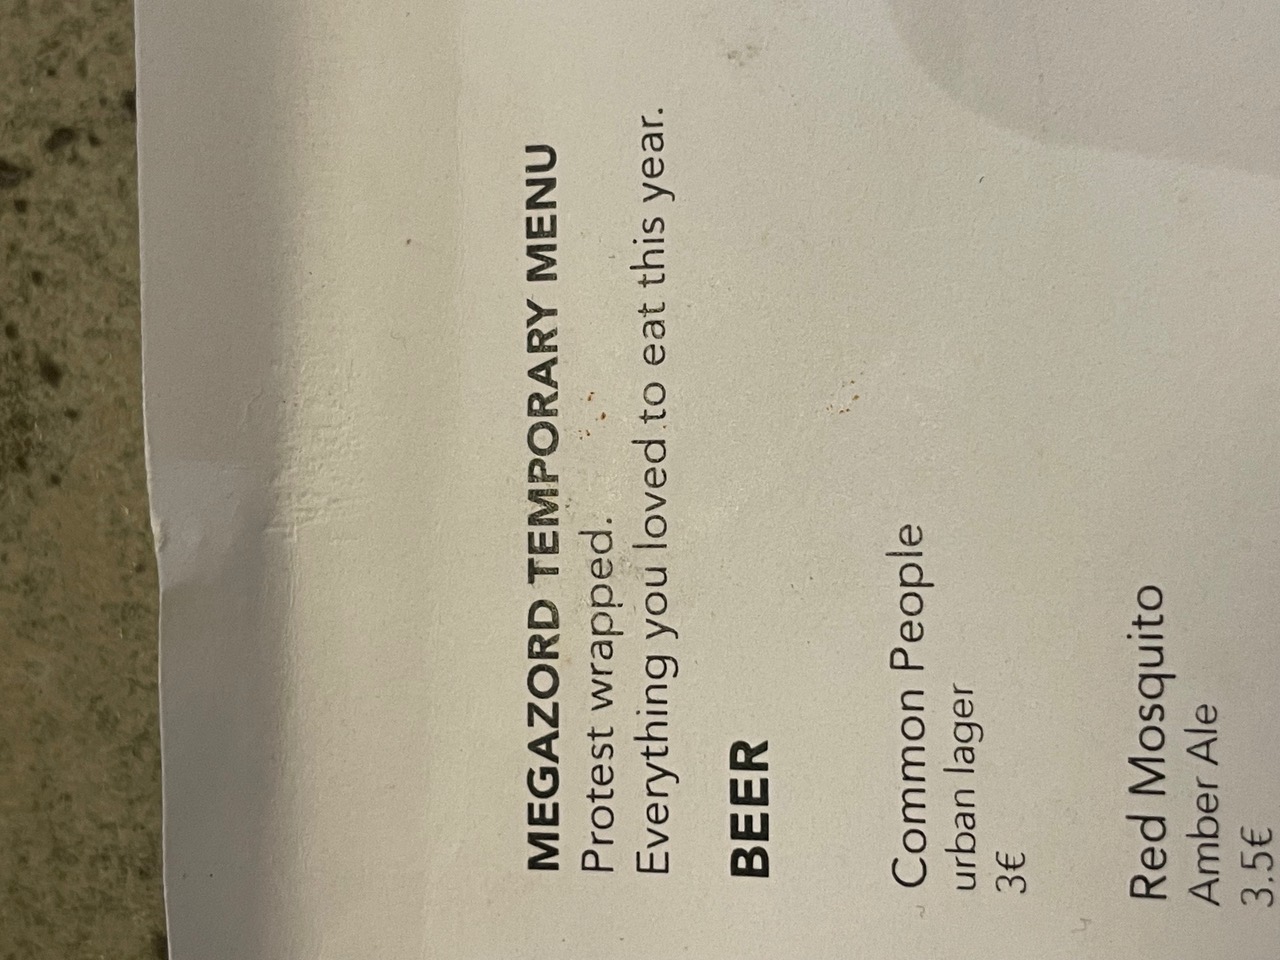 MEGAZORD TEMPORARY MENU
Protest wrapped.
Everything you loved to eat this year.
BEER
Common People
urban lager
3€
Red Mosquito
Amber Ale
3.5€